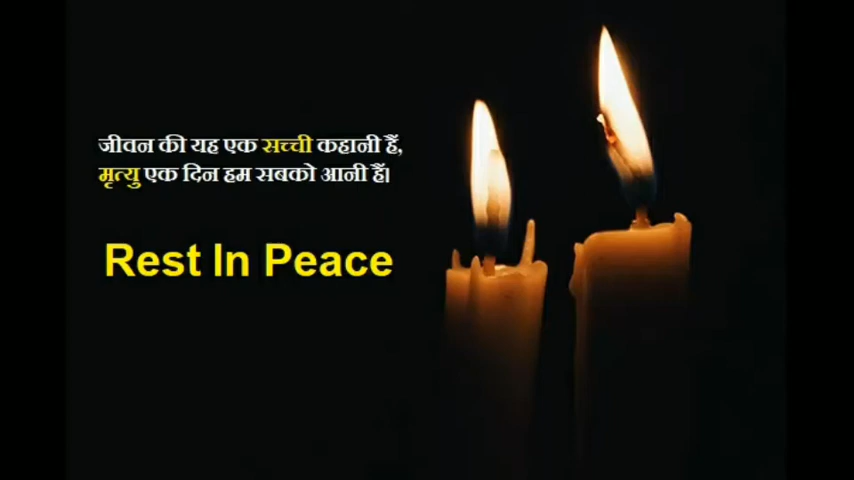 जीवन की यह एक सच्ची कहानी हैं,
मृत्यु एक दिन हम सबको आनी हैं।
Rest In Peace